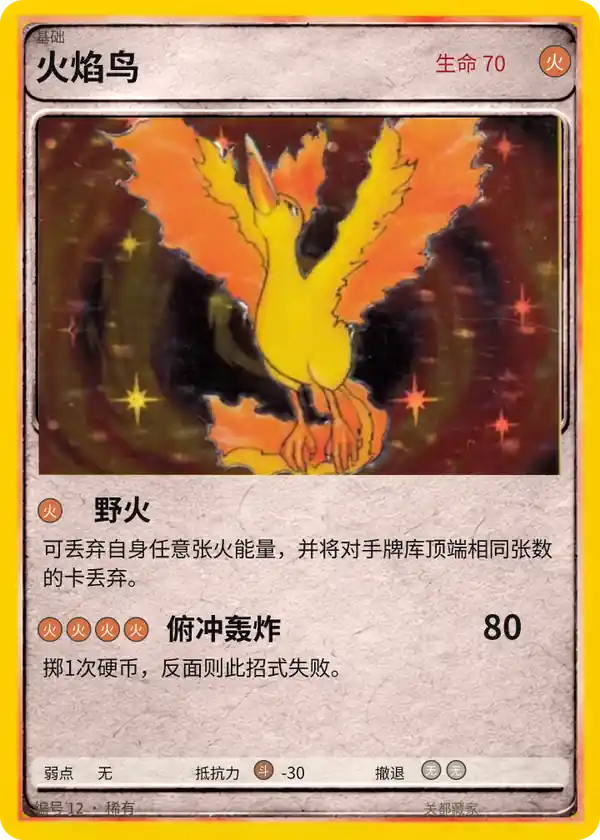 基础
火焰鸟
生命 70 火
火 野火
可丢弃自身任意张火能量，并将对手牌库顶端相同张数
的卡丢弃。
火火火火 俯冲轰炸 80
掷1次硬币，反面则此招式失败。
弱点 无 抵抗力 斗 -30 撤退 无 无
编号 12 · 稀有 关都藏家